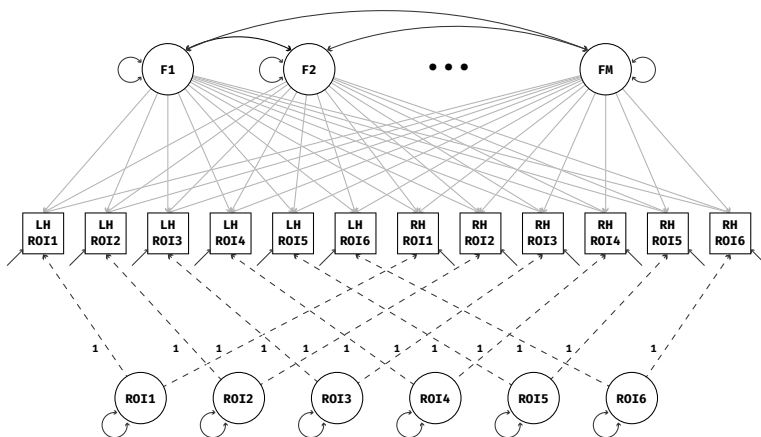 F1 F2 ••• FM
LH LH LH LH LH LH RH RH RH RH RH RH
ROI1 ROI2 ROI3 ROI4 ROI5 ROI6 ROI1 ROI2 ROI3 ROI4 ROI5 ROI6
1 1 1 1 1 1 1 1 1 1 1 1
ROI1 ROI2 ROI3 ROI4 ROI5 ROI6